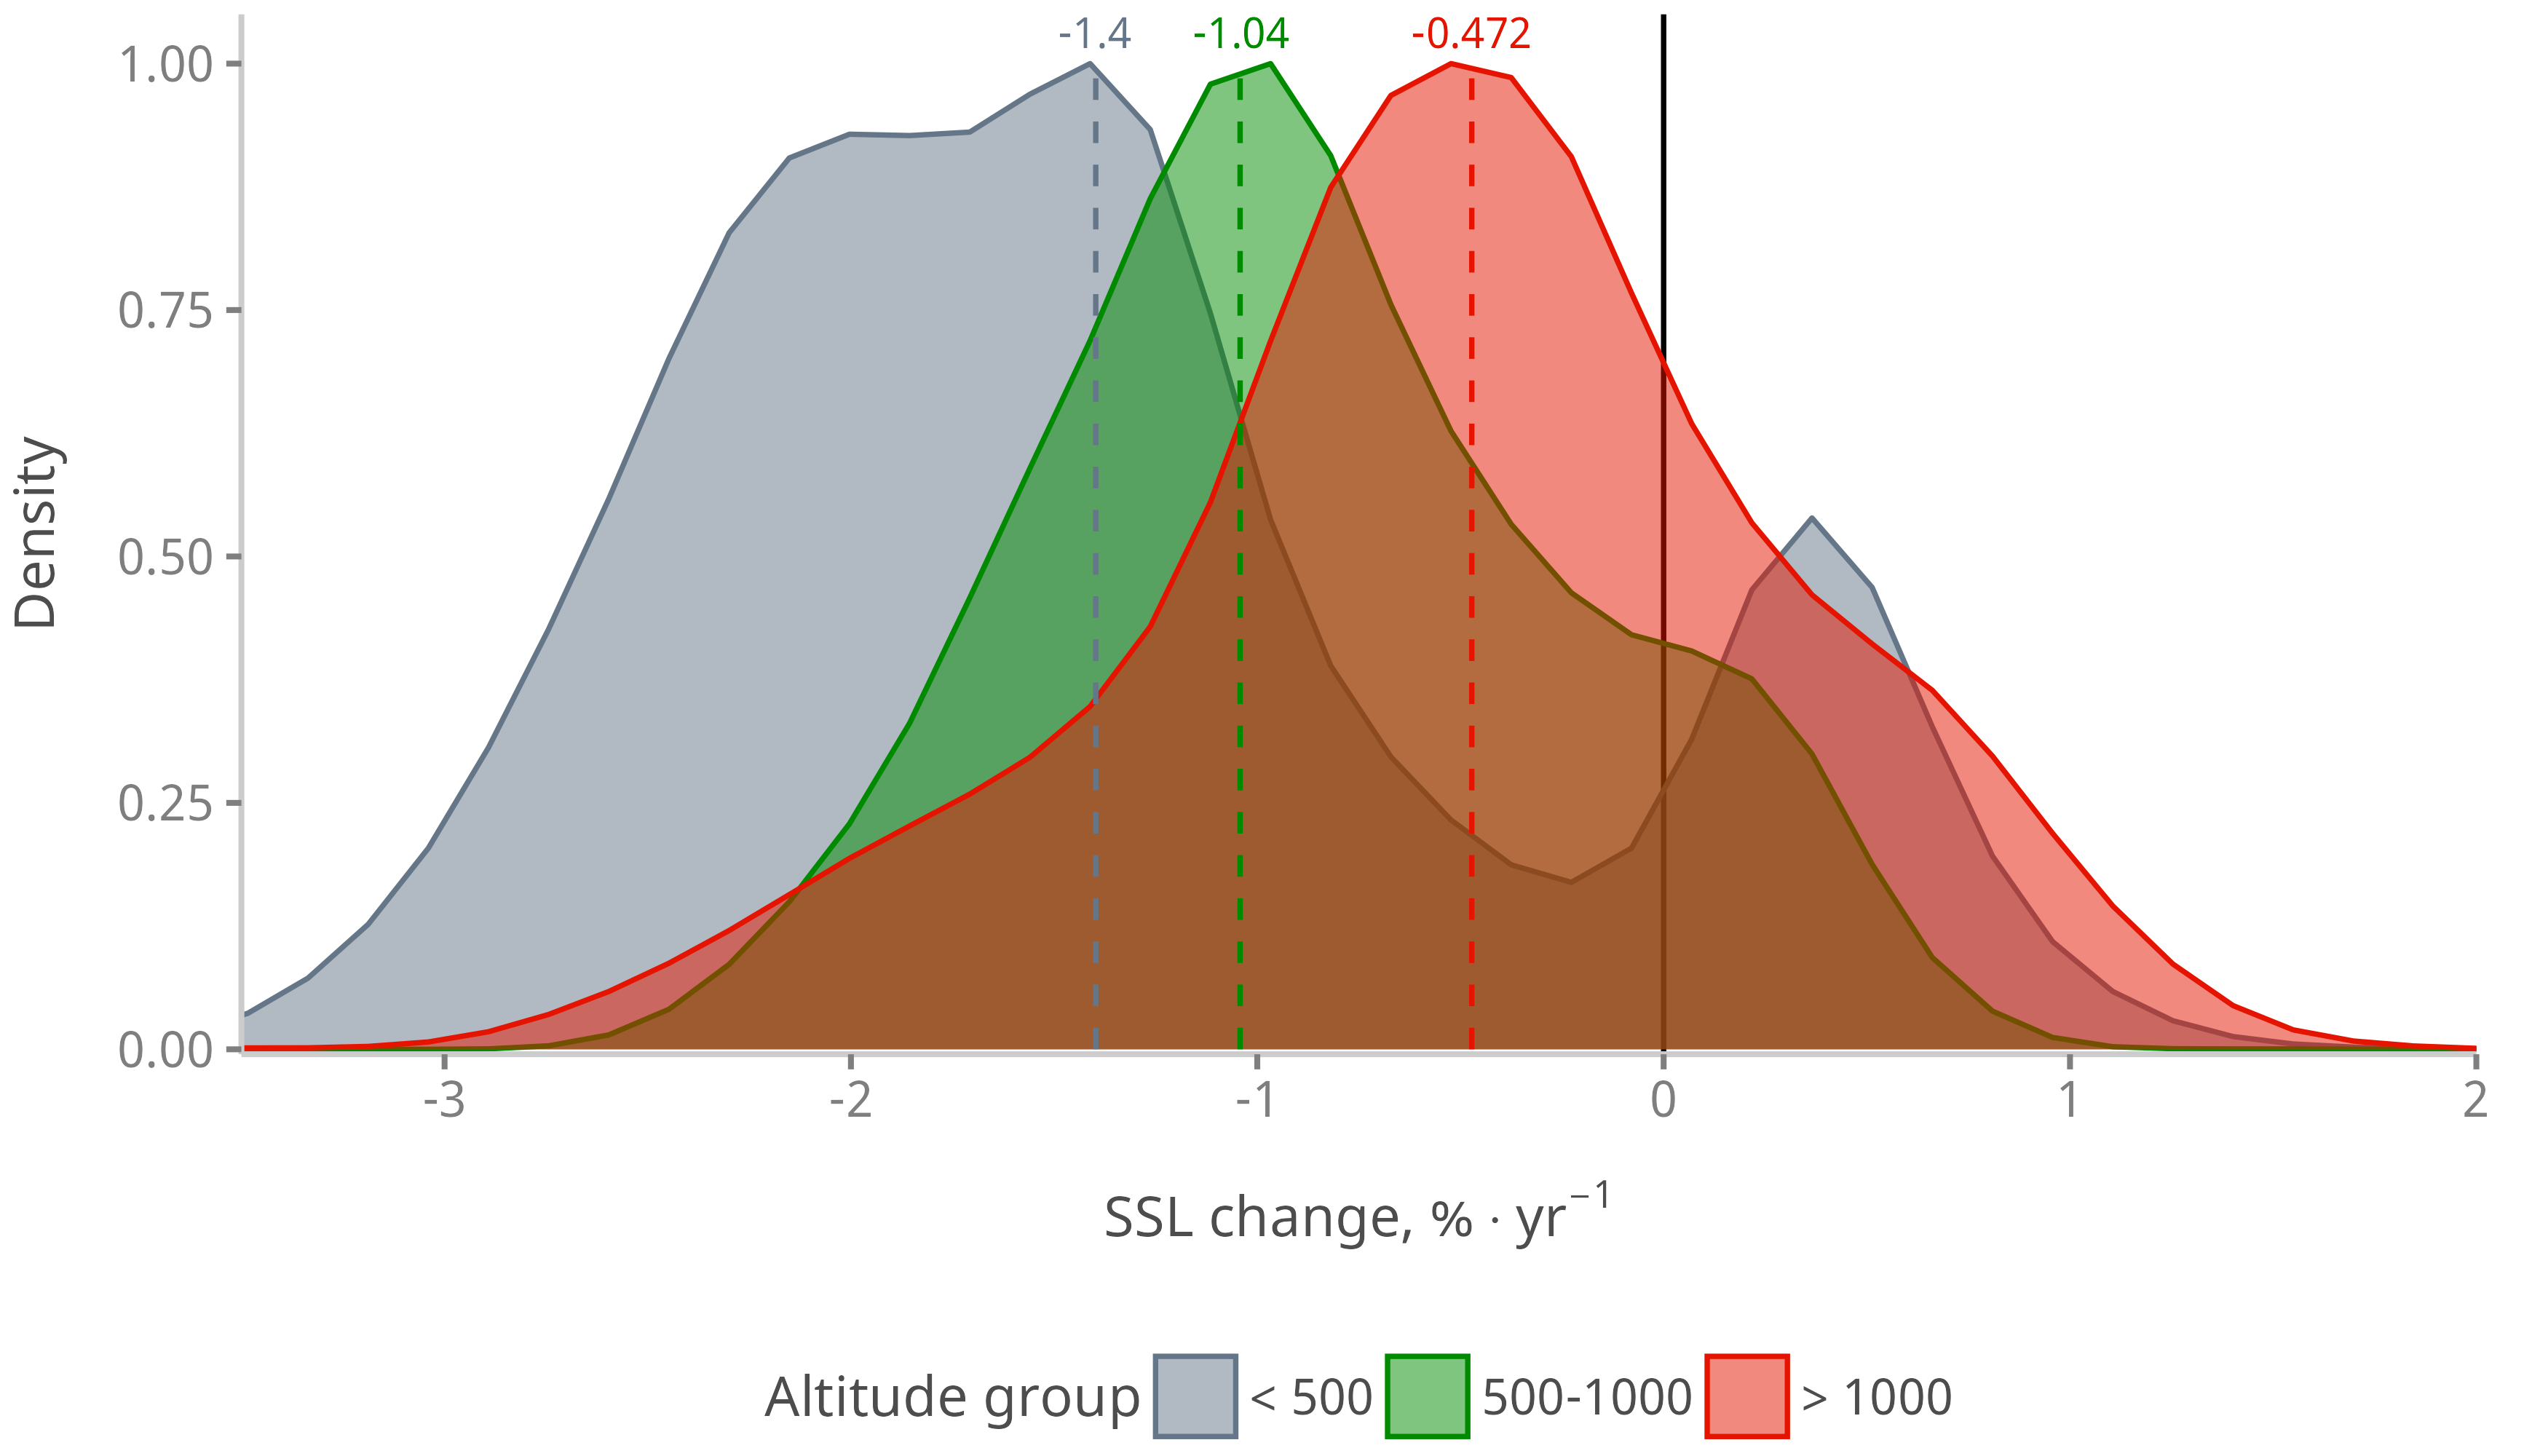 -1.4 -1.04 -0.472
1.00
0.75
0.50
0.25
0.00
Density
-3 -2 -1 0 1 2
SSL change, % · yr⁻¹
Altitude group < 500 500-1000 > 1000